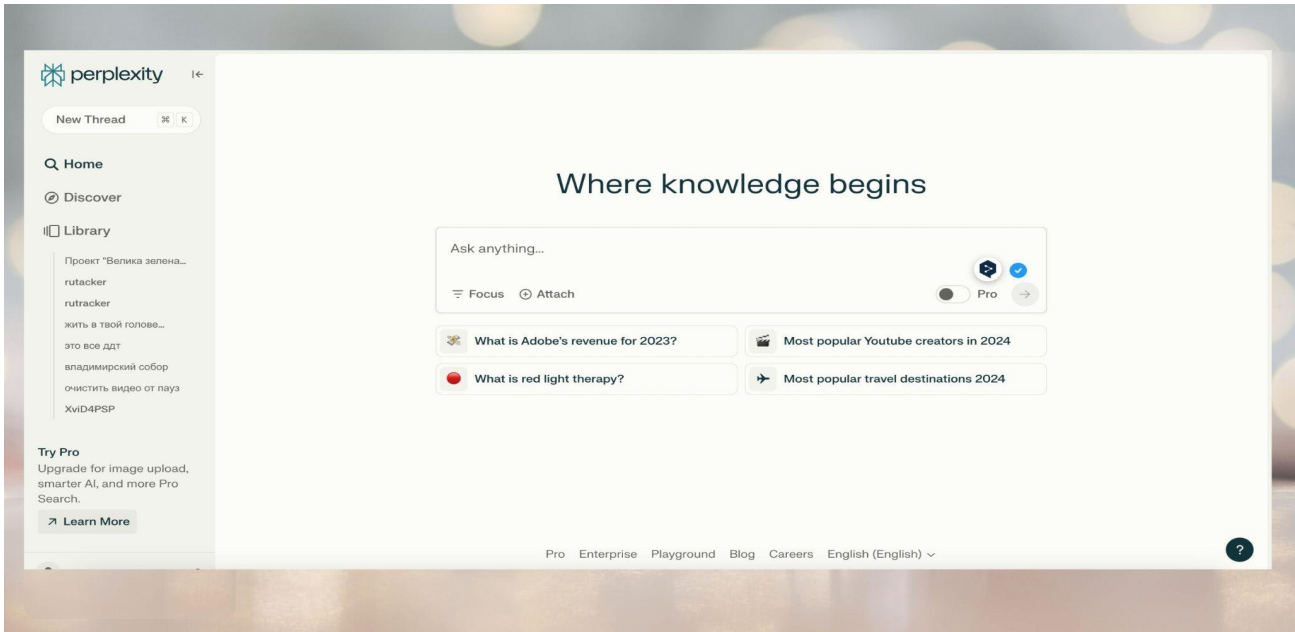 perplexity
New Thread ⌘ K
Home
Discover
Library
Проект "Велика зелена...
rutacker
rutracker
жить в твой голове...
это все ддт
владимирский собор
очистить видео от пауз
XviD4PSP
Try Pro
Upgrade for image upload,
smarter AI, and more Pro
Search.
Learn More
Where knowledge begins
Ask anything...
Focus Attach
Pro
What is Adobe's revenue for 2023?
Most popular Youtube creators in 2024
What is red light therapy?
Most popular travel destinations 2024
Pro Enterprise Playground Blog Careers English (English)
?